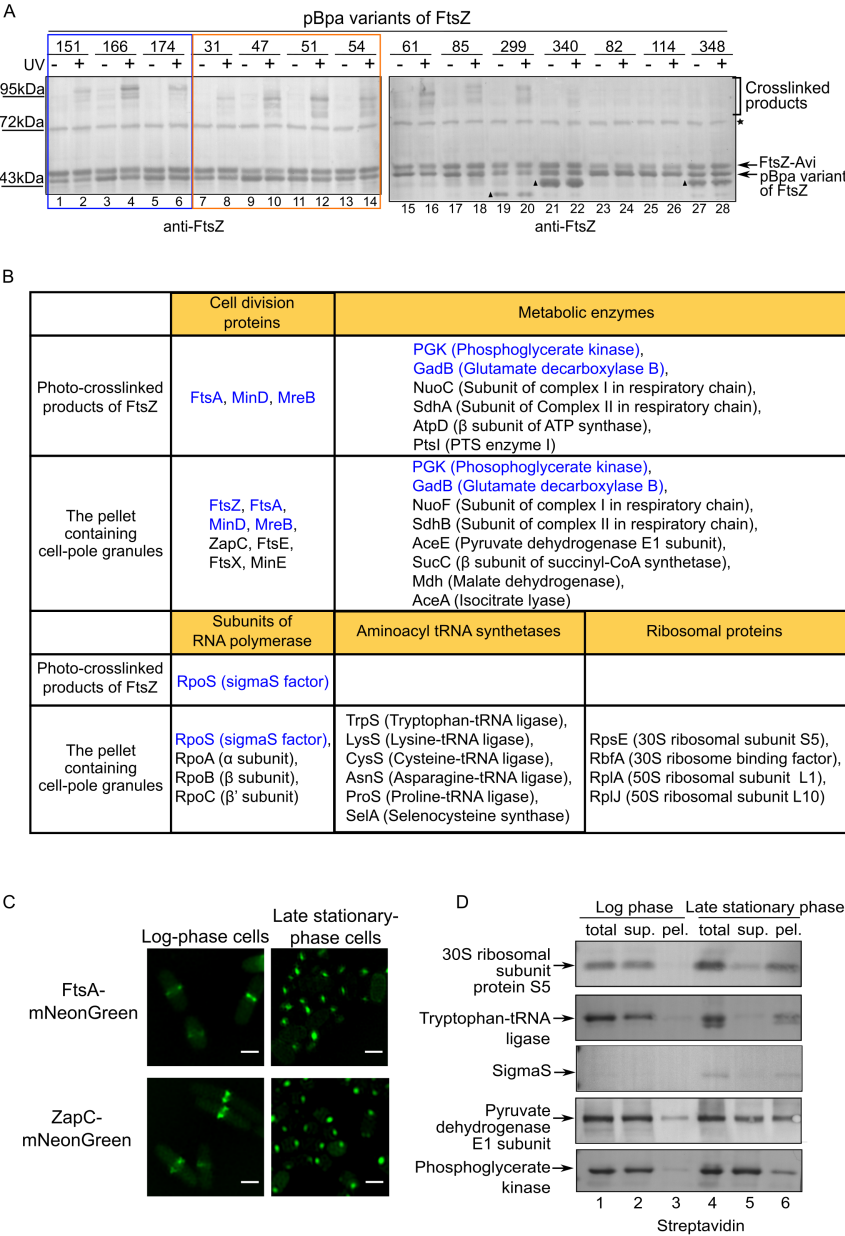 A
pBpa variants of FtsZ
151 166 174 31 47 51 54 61 85 299 340 82 114 348
UV - + - + - + - + - + - + - + - + - + - + - + - + - + - +
95kDa
72kDa
43kDa
Crosslinked
products
★
FtsZ-Avi
pBpa variant
of FtsZ
1 2 3 4 5 6 7 8 9 10 11 12 13 14 15 16 17 18 19 20 21 22 23 24 25 26 27 28
anti-FtsZ anti-FtsZ
B
Cell division
proteins
Metabolic enzymes
Photo-crosslinked
products of FtsZ
FtsA, MinD, MreB
PGK (Phosphoglycerate kinase),
GadB (Glutamate decarboxylase B),
NuoC (Subunit of complex I in respiratory chain),
SdhA (Subunit of Complex II in respiratory chain),
AtpD (β subunit of ATP synthase),
PtsI (PTS enzyme I)
The pellet
containing
cell-pole granules
FtsZ, FtsA,
MinD, MreB,
ZapC, FtsE,
FtsX, MinE
PGK (Phosophoglycerate kinase),
GadB (Glutamate decarboxylase B),
NuoF (Subunit of complex I in respiratory chain),
SdhB (Subunit of complex II in respiratory chain),
AceE (Pyruvate dehydrogenase E1 subunit),
SucC (β subunit of succinyl-CoA synthetase),
Mdh (Malate dehydrogenase),
AceA (Isocitrate lyase)
Subunits of
RNA polymerase
Aminoacyl tRNA synthetases
Ribosomal proteins
Photo-crosslinked
products of FtsZ
RpoS (sigmaS factor)
The pellet
containing
cell-pole granules
RpoS (sigmaS factor),
RpoA (α subunit),
RpoB (β subunit),
RpoC (β' subunit)
TrpS (Tryptophan-tRNA ligase),
LysS (Lysine-tRNA ligase),
CysS (Cysteine-tRNA ligase),
AsnS (Asparagine-tRNA ligase),
ProS (Proline-tRNA ligase),
SelA (Selenocysteine synthase)
RpsE (30S ribosomal subunit S5),
RbfA (30S ribosome binding factor),
RplA (50S ribosomal subunit L1),
RplJ (50S ribosomal subunit L10)
C
Log-phase cells
Late stationary-
phase cells
FtsA-
mNeonGreen
ZapC-
mNeonGreen
D
Log phase Late stationary phase
total sup. pel. total sup. pel.
30S ribosomal
subunit
protein S5
Tryptophan-tRNA
ligase
SigmaS
Pyruvate
dehydrogenase
E1 subunit
Phosphoglycerate
kinase
1 2 3 4 5 6
Streptavidin